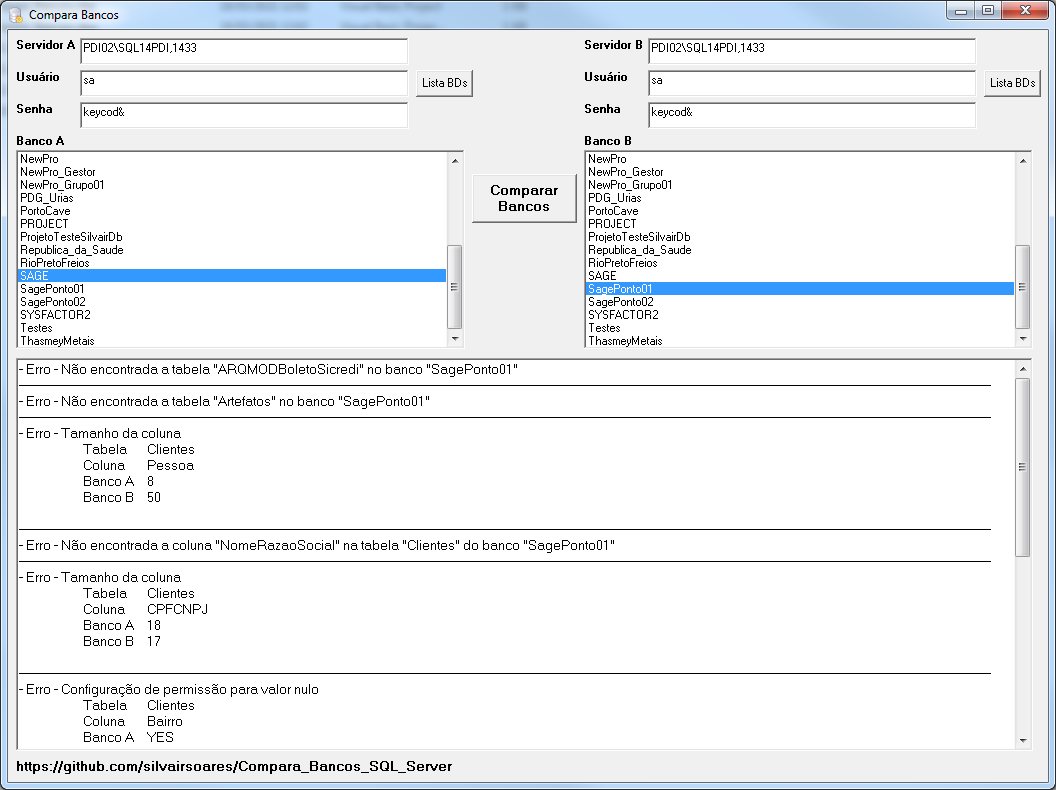 Compara Bancos
Servidor A
PDI02\SQL14PDI,1433
Usuário
sa
Lista BDs
Senha
keycod&
Banco A
NewPro
NewPro_Gestor
NewPro_Grupo01
PDG_Urias
PortoCave
PROJECT
ProjetoTesteSilvairDb
Republica_da_Saude
RioPretoFreios
SAGE
SagePonto01
SagePonto02
SYSFACTOR2
Testes
ThasmeyMetais
Comparar
Bancos
Servidor B
PDI02\SQL14PDI,1433
Usuário
sa
Lista BDs
Senha
keycod&
Banco B
NewPro
NewPro_Gestor
NewPro_Grupo01
PDG_Urias
PortoCave
PROJECT
ProjetoTesteSilvairDb
Republica_da_Saude
RioPretoFreios
SAGE
SagePonto01
SagePonto02
SYSFACTOR2
Testes
ThasmeyMetais
- Erro - Não encontrada a tabela "ARQMODBoletoSicredi" no banco "SagePonto01"
- Erro - Não encontrada a tabela "Artefatos" no banco "SagePonto01"
- Erro - Tamanho da coluna
Tabela Clientes
Coluna Pessoa
Banco A 8
Banco B 50
- Erro - Não encontrada a coluna "NomeRazaoSocial" na tabela "Clientes" do banco "SagePonto01"
- Erro - Tamanho da coluna
Tabela Clientes
Coluna CPFCNPJ
Banco A 18
Banco B 17
- Erro - Configuração de permissão para valor nulo
Tabela Clientes
Coluna Bairro
Banco A YES
https://github.com/silvairsoares/Compara_Bancos_SQL_Server